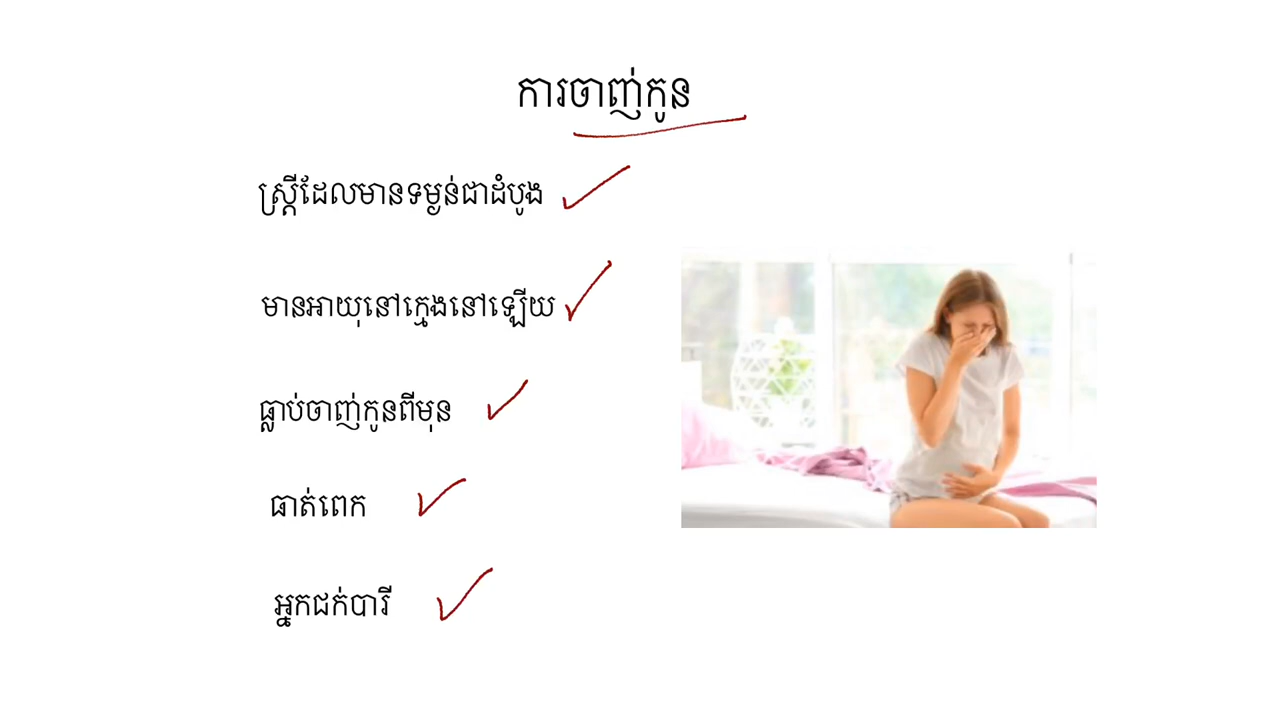 ការចាញ់កូន
ស្ត្រីដែលមានទម្ងន់ជាដំបូង
មានអាយុនៅក្មេងនៅឡើយ
ធ្លាប់ចាញ់កូនពីមុន
ធាត់ពេក
អ្នកជក់បារី